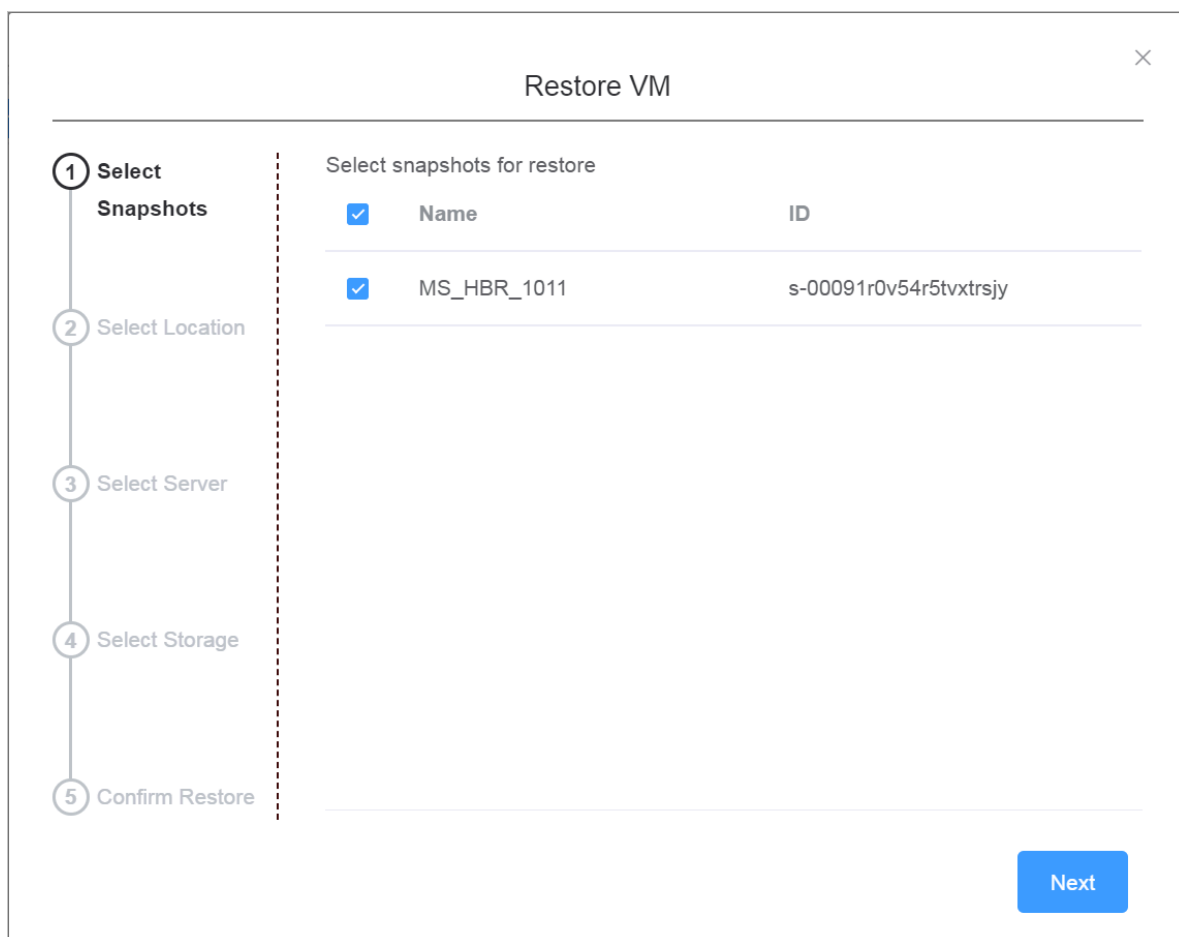 Restore VM
1 Select
Snapshots
2 Select Location
3 Select Server
4 Select Storage
5 Confirm Restore
Select snapshots for restore
Name ID
MS_HBR_1011 s-00091r0v54r5tvxtrsjy
Next